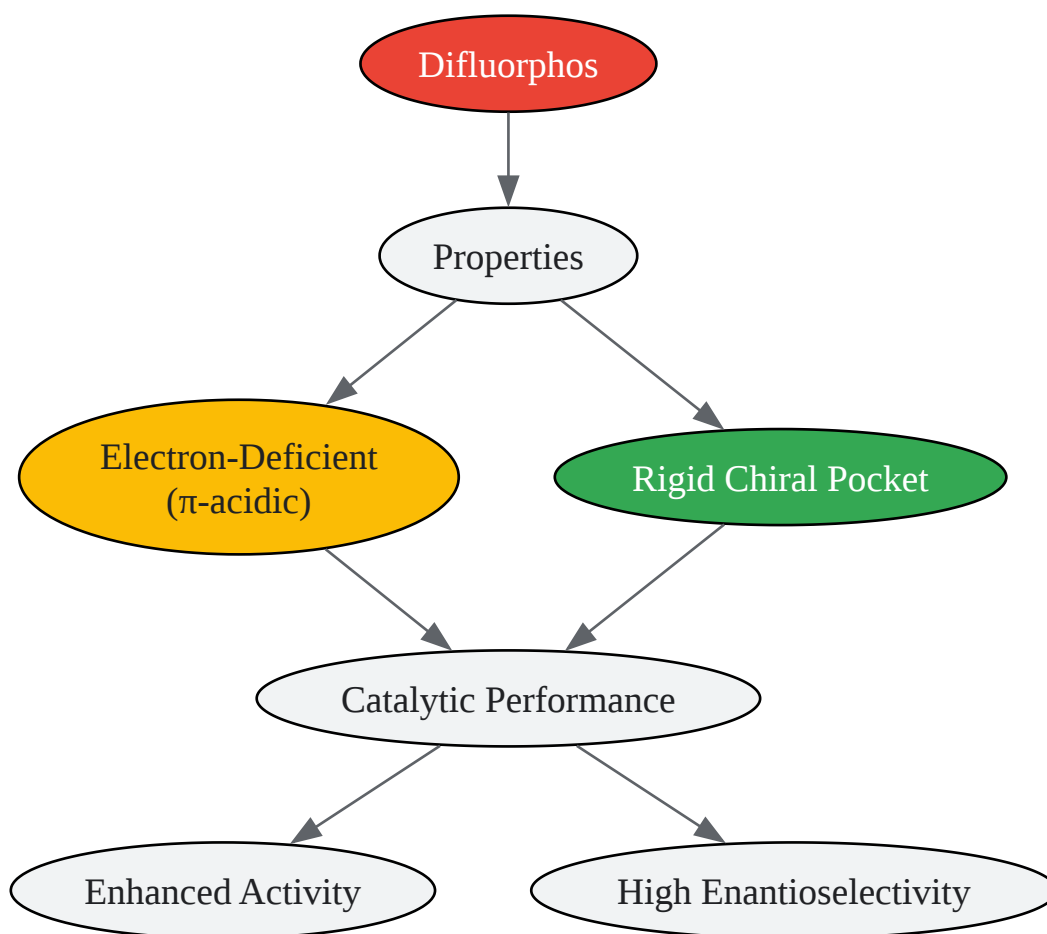 Difluorphos
Properties
Electron-Deficient
(π-acidic)
Rigid Chiral Pocket
Catalytic Performance
Enhanced Activity
High Enantioselectivity